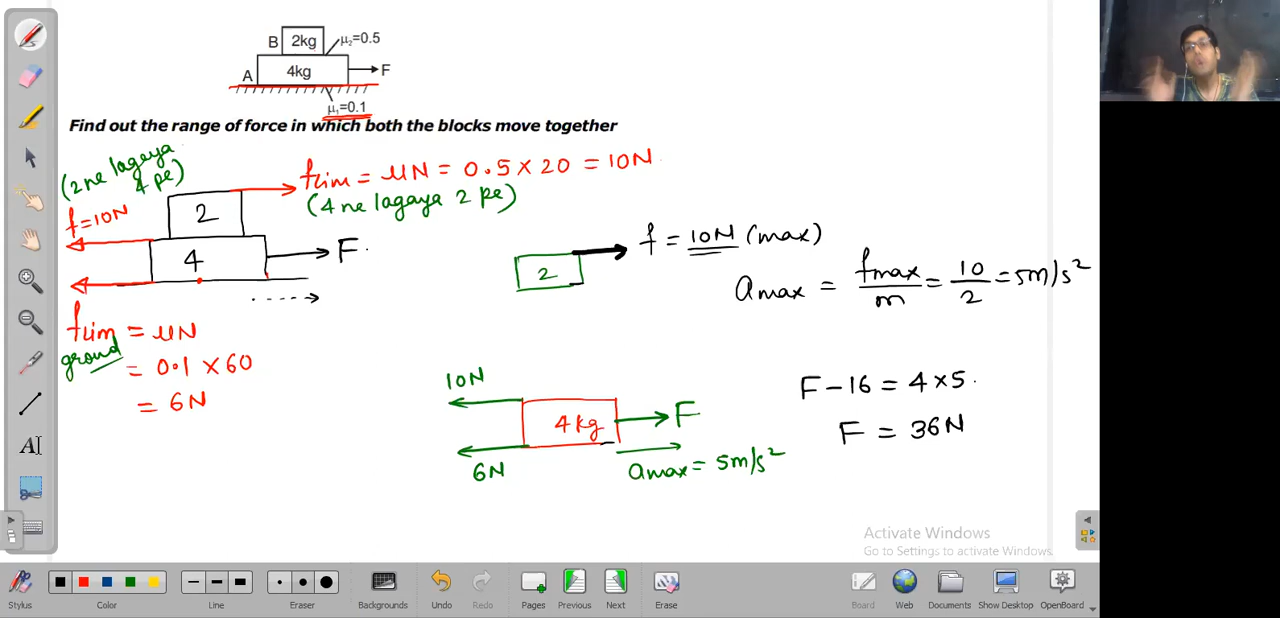 B 2kg μ₂=0.5
A 4kg F
μ₁=0.1
Find out the range of force in which both the blocks move together
(2 ne lagaya
4 pe)
f=10N
2
4
F
flim = μN = 0.5 × 20 = 10N
(4 ne lagaya 2 pe)
flim = μN
ground
= 0.1 × 60
= 6N
2
f = 10N (max)
amax = fmax/m = 10/2 = 5m/s²
10N
4kg
F
6N
amax = 5m/s²
F - 16 = 4×5
F = 36N
Activate Windows
Go to Settings to activate Windows.
Stylus
Color
Line
Eraser
Backgrounds
Undo
Redo
Pages
Previous
Next
Erase
Board
Web
Documents
Show Desktop
OpenBoard